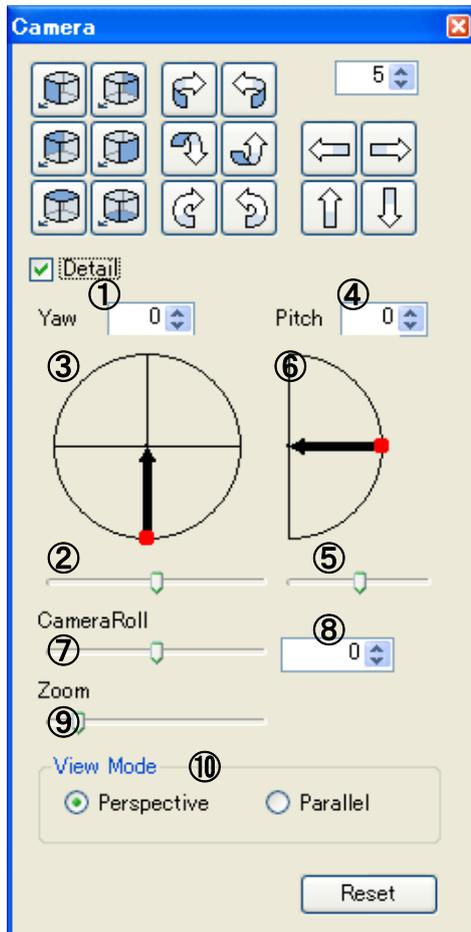 Camera
5
Detail
① ④
Yaw 0 Pitch 0
③ ⑥
② ⑤
CameraRoll
⑦ ⑧ 0
Zoom
⑨
View Mode ⑩
Perspective Parallel
Reset